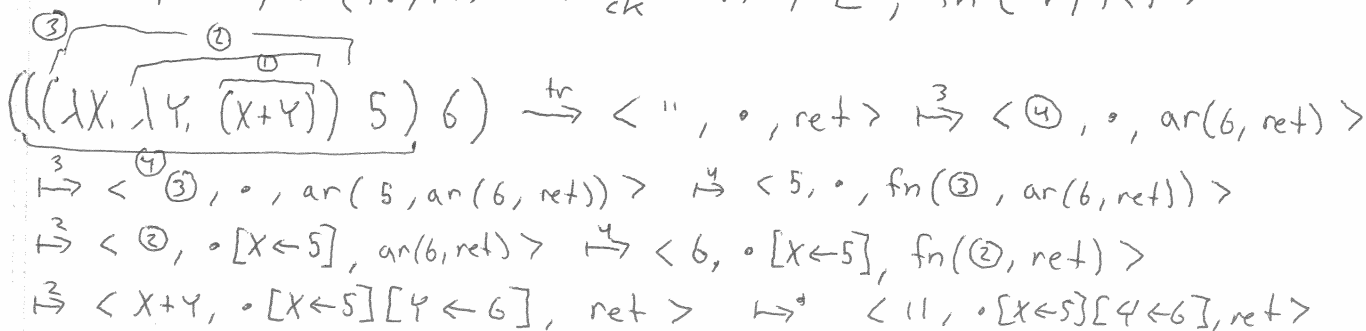 ck
③ ② ①
(((λX. λY. (X+Y)) 5) 6) tr→ < ", •, ret > 3↦ < ④, •, ar(6, ret) >
④
3↦ < ③, •, ar(5, ar(6, ret)) > 4↦ < 5, •, fn(③, ar(6, ret)) >
2↦ < ②, •[X←5], ar(6, ret) > 4↦ < 6, •[X←5], fn(②, ret) >
2↦ < X+Y, •[X←5][Y←6], ret > ↦* < 11, •[X←5][Y←6], ret >